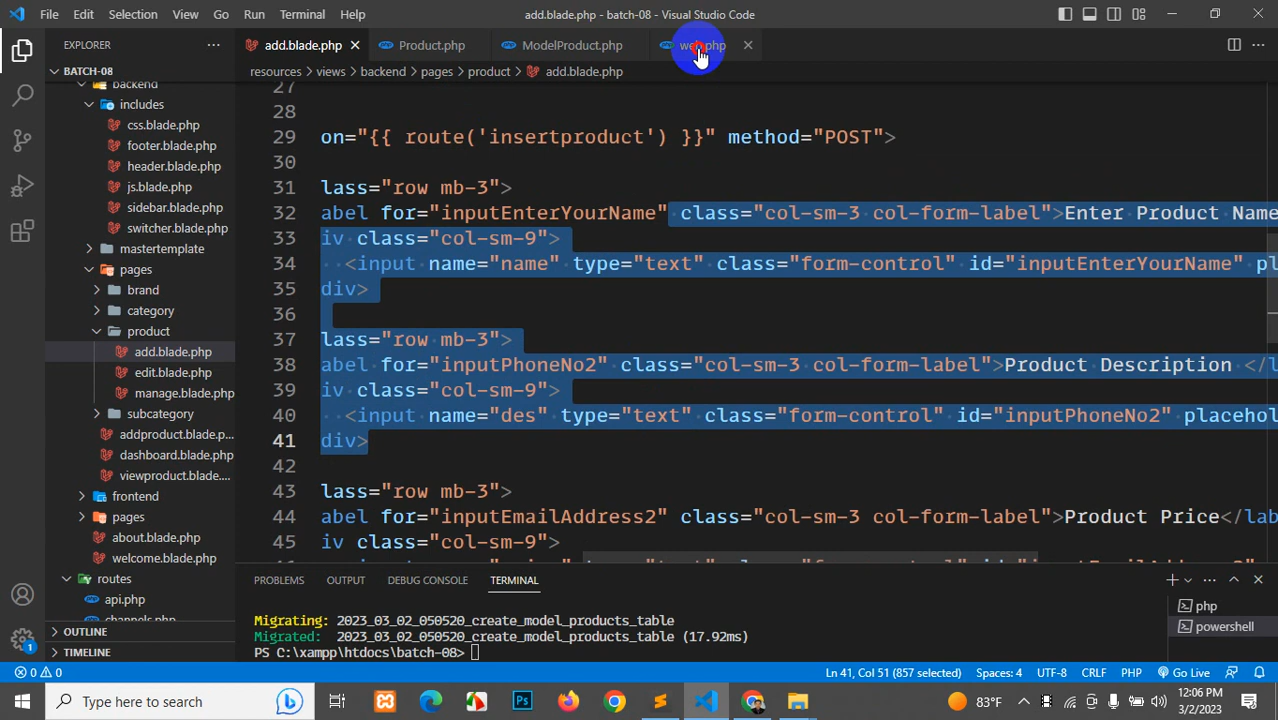 File Edit Selection View Go Run Terminal Help
add.blade.php - batch-08 - Visual Studio Code
EXPLORER
add.blade.php
Product.php
ModelProduct.php
web.php
BATCH-08
resources > views > backend > pages > product > add.blade.php
backend
includes
css.blade.php
footer.blade.php
header.blade.php
js.blade.php
sidebar.blade.php
switcher.blade.php
mastertemplate
pages
brand
category
product
add.blade.php
edit.blade.php
manage.blade.php
subcategory
addproduct.blade.p...
dashboard.blade.php
viewproduct.blade....
frontend
pages
about.blade.php
welcome.blade.php
routes
api.php
channels.php
OUTLINE
TIMELINE
27
28
29 on="{{ route('insertproduct') }}" method="POST">
30
31 lass="row mb-3">
32 abel for="inputEnterYourName" class="col-sm-3 col-form-label">Enter Product Name
33 iv class="col-sm-9">
34 <input name="name" type="text" class="form-control" id="inputEnterYourName" pl
35 div>
36
37 lass="row mb-3">
38 abel for="inputPhoneNo2" class="col-sm-3 col-form-label">Product Description </l
39 iv class="col-sm-9">
40 <input name="des" type="text" class="form-control" id="inputPhoneNo2" placehol
41 div>
42
43 lass="row mb-3">
44 abel for="inputEmailAddress2" class="col-sm-3 col-form-label">Product Price</lab
45 iv class="col-sm-9">
PROBLEMS OUTPUT DEBUG CONSOLE TERMINAL
Migrating: 2023_03_02_050520_create_model_products_table
Migrated: 2023_03_02_050520_create_model_products_table (17.92ms)
PS C:\xampp\htdocs\batch-08>
php
powershell
1
0 0
Ln 41, Col 51 (857 selected) Spaces: 4 UTF-8 CRLF PHP Go Live
Type here to search
Ps
83°F
12:06 PM
3/2/2023